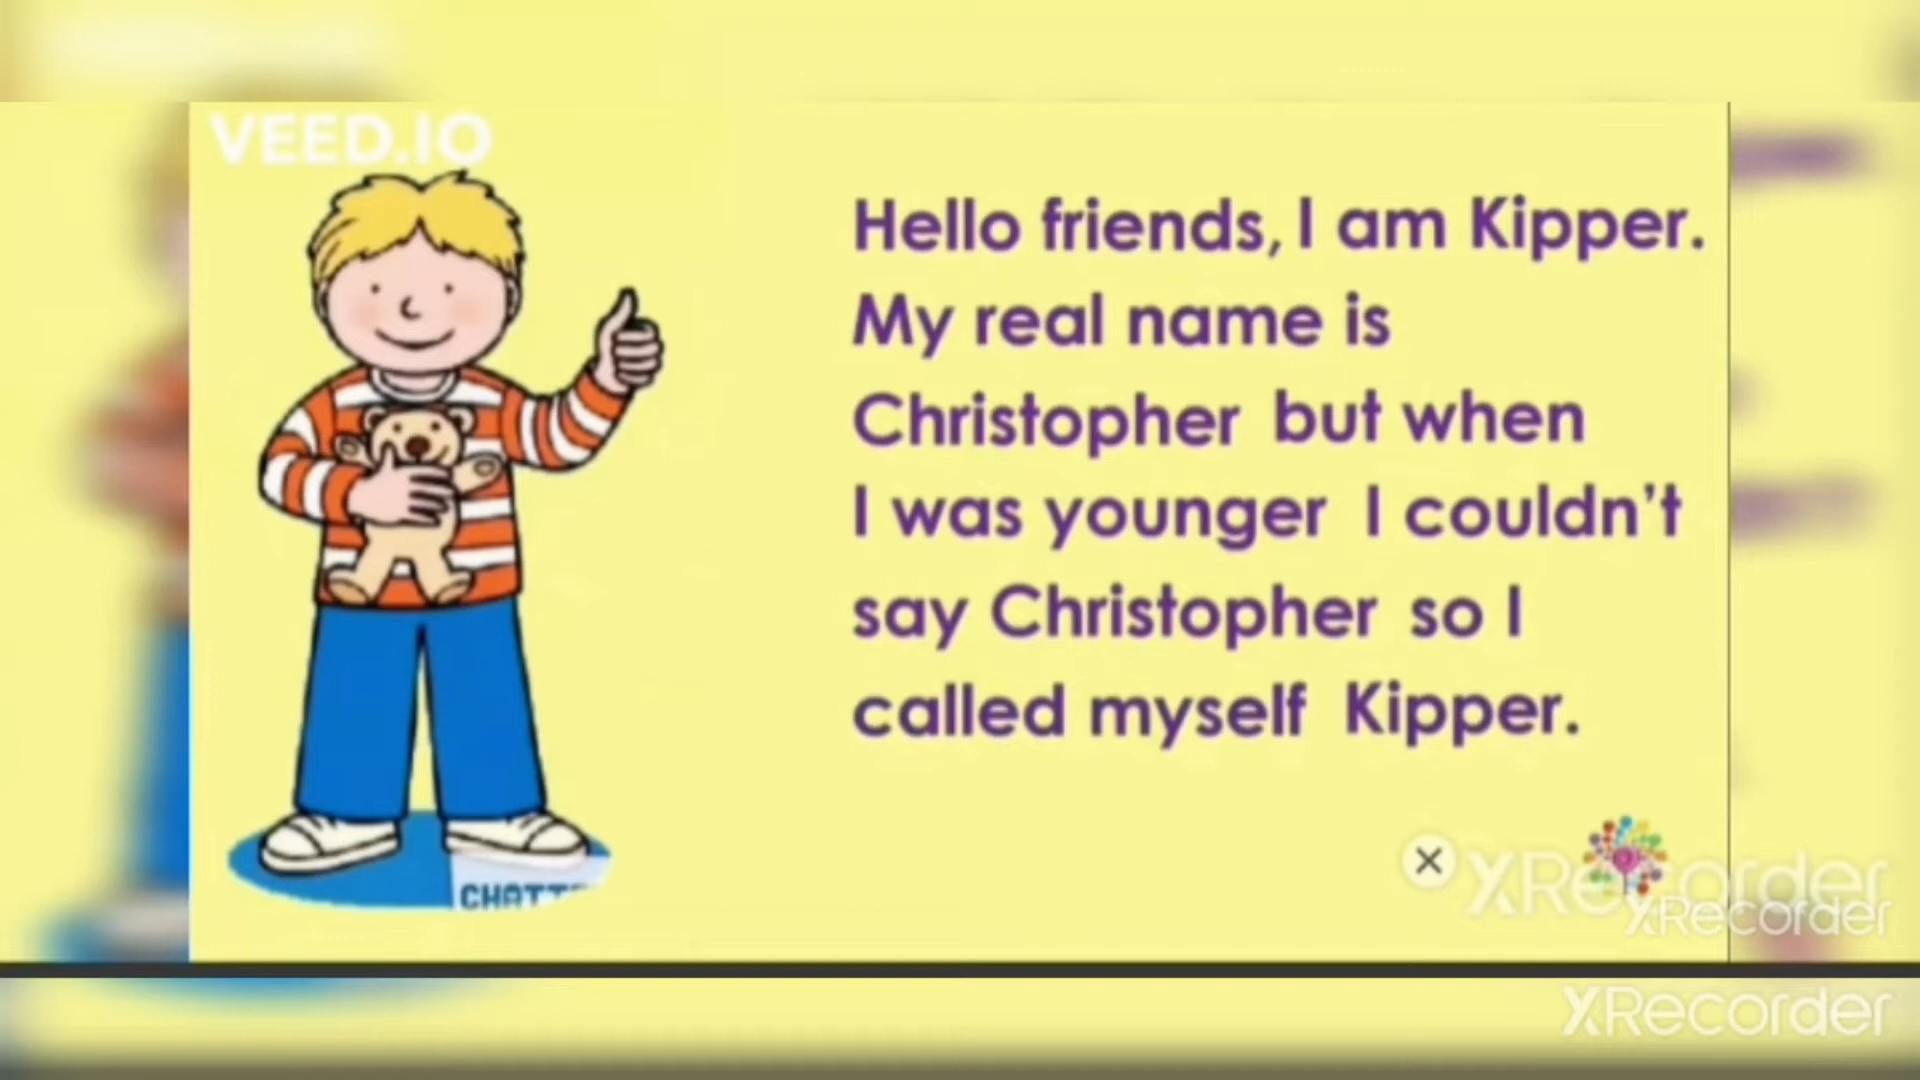 VEED.IO
Hello friends, I am Kipper.
My real name is
Christopher but when
I was younger I couldn't
say Christopher so I
called myself Kipper.
CHATT
XRecorder
XRecorder
XRecorder